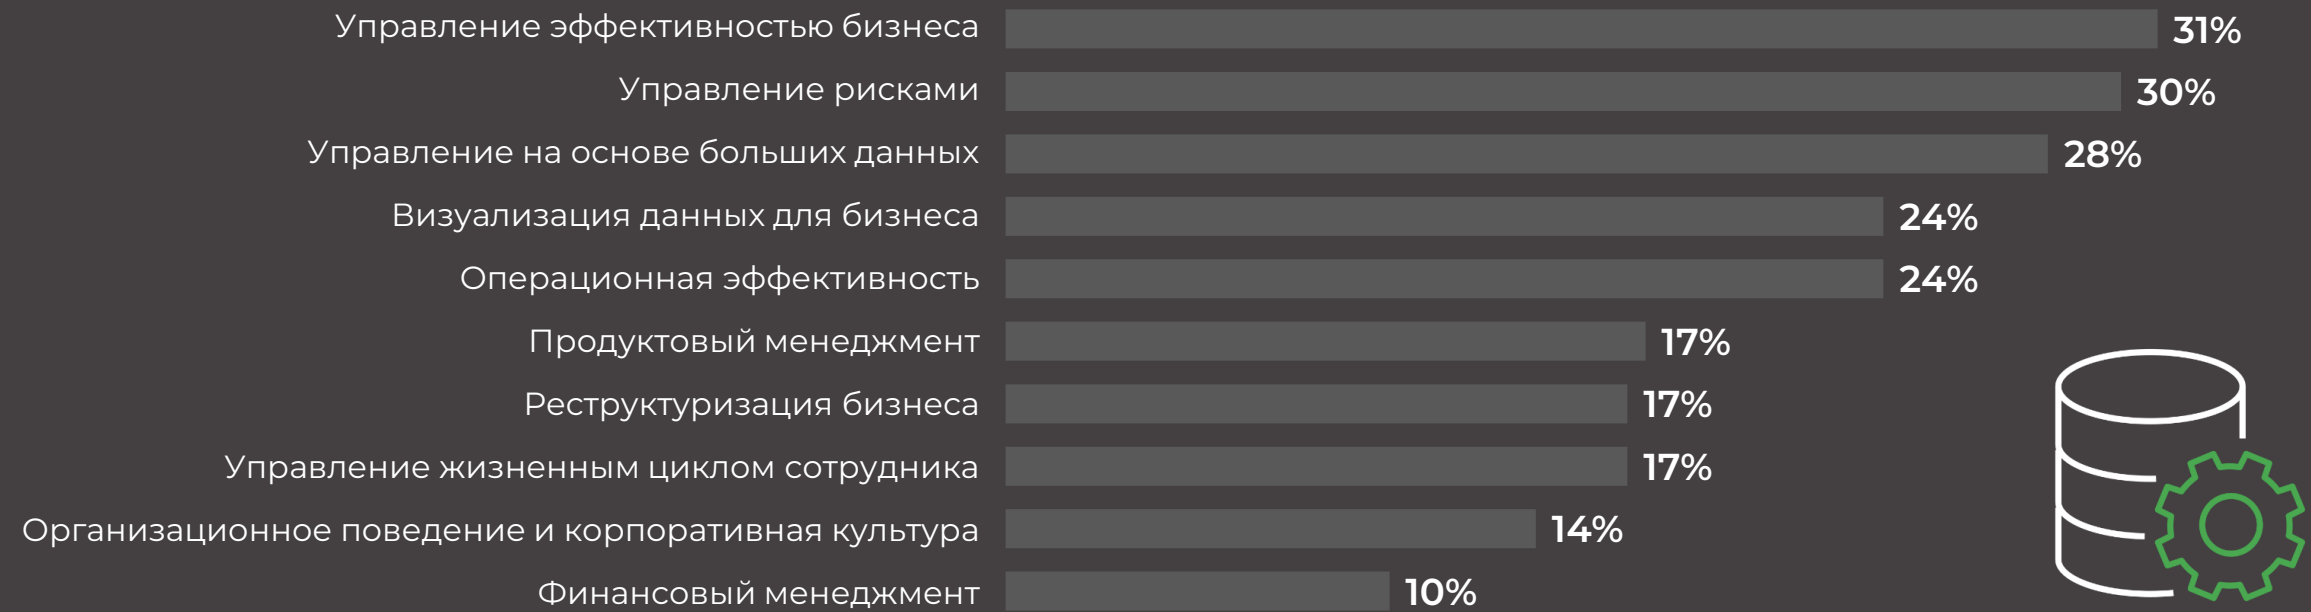 Управление эффективностью бизнеса 31%
Управление рисками 30%
Управление на основе больших данных 28%
Визуализация данных для бизнеса 24%
Операционная эффективность 24%
Продуктовый менеджмент 17%
Реструктуризация бизнеса 17%
Управление жизненным циклом сотрудника 17%
Организационное поведение и корпоративная культура 14%
Финансовый менеджмент 10%